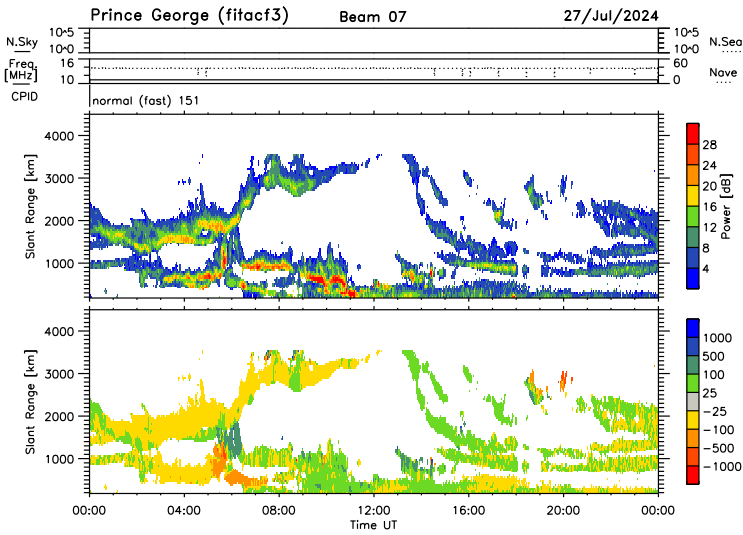 Prince George (fitacf3) Beam 07 27/Jul/2024
N.Sky 10^5 10^0 10^5 10^0 N.Sea
Freq. [MHz] 16 10 60 0 Nave
CPID normal (fast) 151
4000
3000
2000
1000
Slant Range [km]
28
24
20
16
12
8
4
Power [dB]
4000
3000
2000
1000
Slant Range [km]
1000
500
100
25
-25
-100
-500
-1000
00:00 04:00 08:00 12:00 16:00 20:00 00:00
Time UT